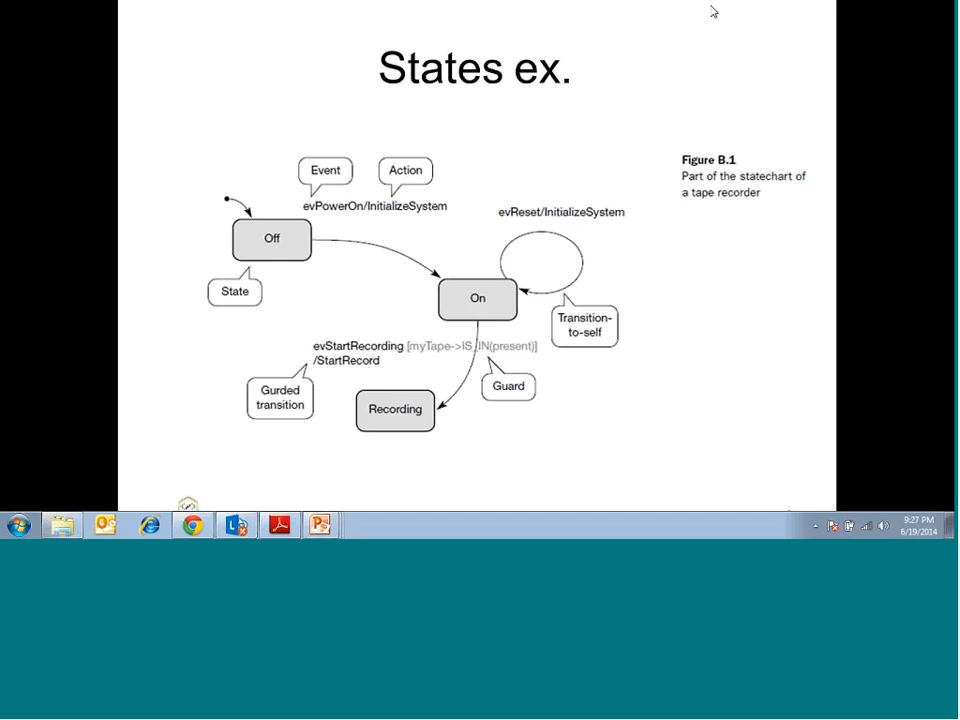 States ex.
Figure B.1
Part of the statechart of
a tape recorder
Event
Action
evPowerOn/InitializeSystem
evReset/InitializeSystem
Off
State
On
Transition-
to-self
evStartRecording [myTape->IS_IN(present)]
/StartRecord
Gurded
transition
Guard
Recording
9:27 PM
6/19/2014